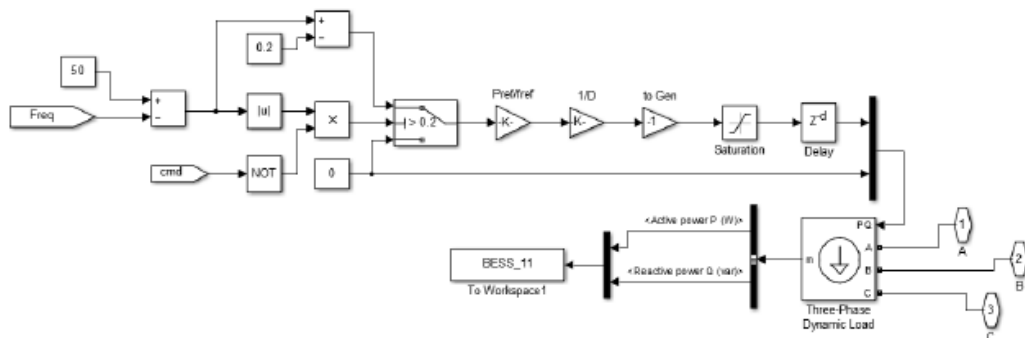 50
Freq
+
−
0.2
+
−
|u|
×
cmd
NOT
0
> 0.2
Pref/fref
-K-
1/D
-K-
to Gen
-1
Saturation
Z-d
Delay
<Active power P (W)>
<Reactive power Q (var)>
BESS_11
To Workspace1
m
PQ
A
B
C
Three-Phase
Dynamic Load
1
A
2
B
3
C